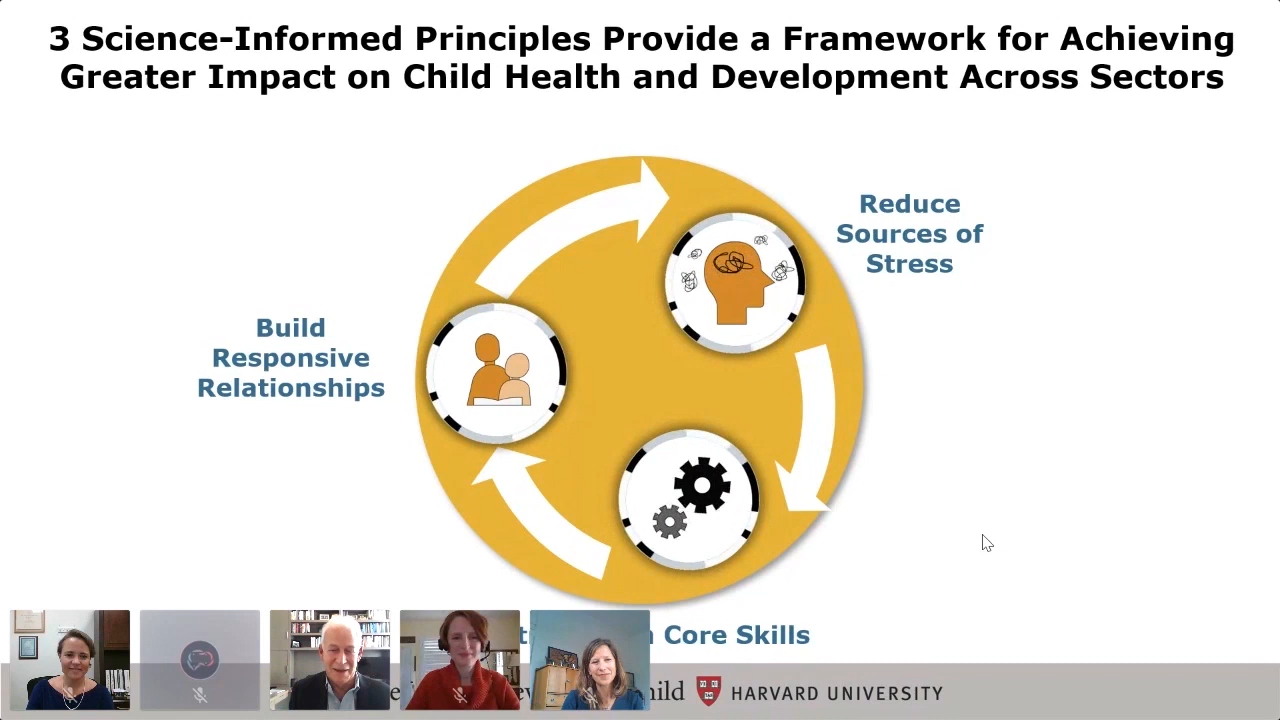 3 Science-Informed Principles Provide a Framework for Achieving
Greater Impact on Child Health and Development Across Sectors
Reduce
Sources of
Stress
Build
Responsive
Relationships
Core Skills
HARVARD UNIVERSITY